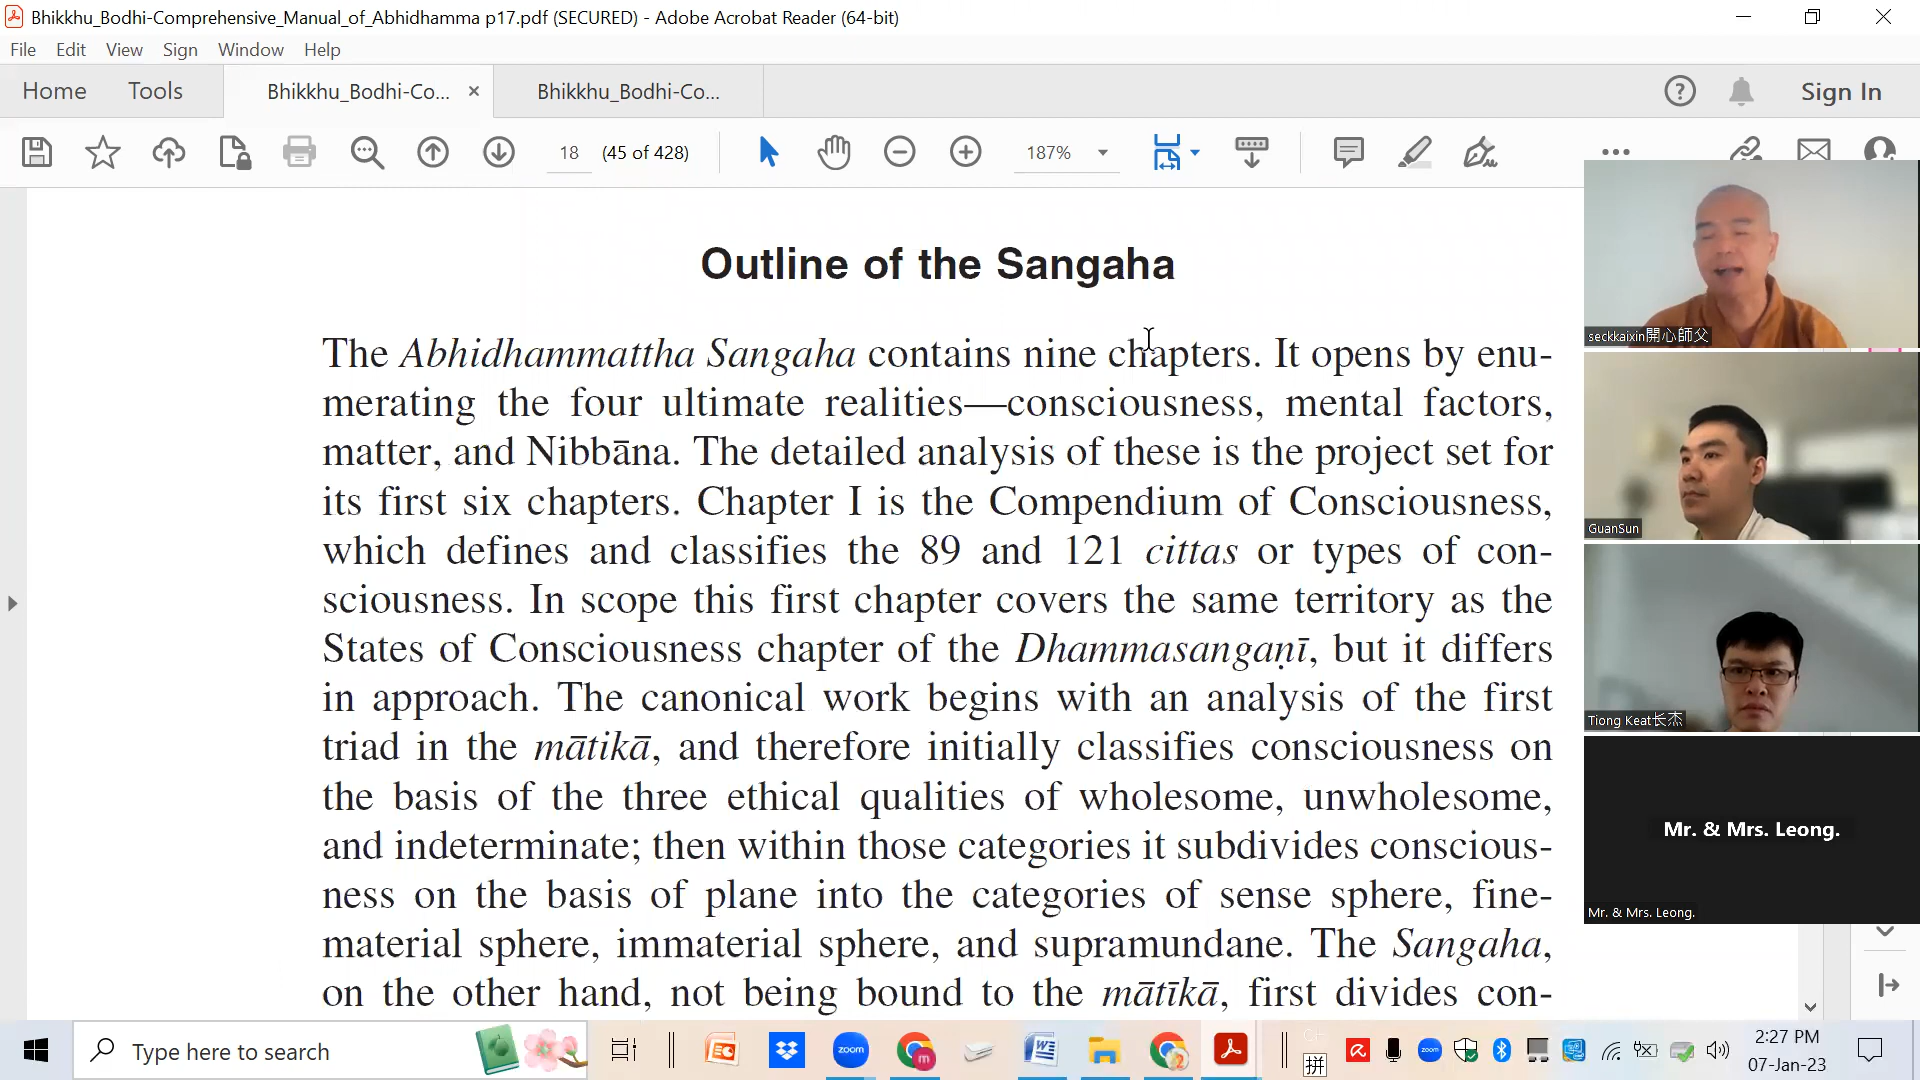 Bhikkhu_Bodhi-Comprehensive_Manual_of_Abhidhamma p17.pdf (SECURED) - Adobe Acrobat Reader (64-bit)
File Edit View Sign Window Help
Home Tools Bhikkhu_Bodhi-Co... × Bhikkhu_Bodhi-Co... Sign In
18 (45 of 428) 187%
Outline of the Sangaha
The Abhidhammattha Sangaha contains nine chapters. It opens by enu-
merating the four ultimate realities—consciousness, mental factors,
matter, and Nibbāna. The detailed analysis of these is the project set for
its first six chapters. Chapter I is the Compendium of Consciousness,
which defines and classifies the 89 and 121 cittas or types of con-
sciousness. In scope this first chapter covers the same territory as the
States of Consciousness chapter of the Dhammasangaṇī, but it differs
in approach. The canonical work begins with an analysis of the first
triad in the mātikā, and therefore initially classifies consciousness on
the basis of the three ethical qualities of wholesome, unwholesome,
and indeterminate; then within those categories it subdivides conscious-
ness on the basis of plane into the categories of sense sphere, fine-
material sphere, immaterial sphere, and supramundane. The Sangaha,
on the other hand, not being bound to the mātīkā, first divides con-
seckkaixin開心師父
GuanSun
Tiong Keat长杰
Mr. & Mrs. Leong.
Mr. & Mrs. Leong.
Type here to search
zoom
zoom
拼
2:27 PM
07-Jan-23